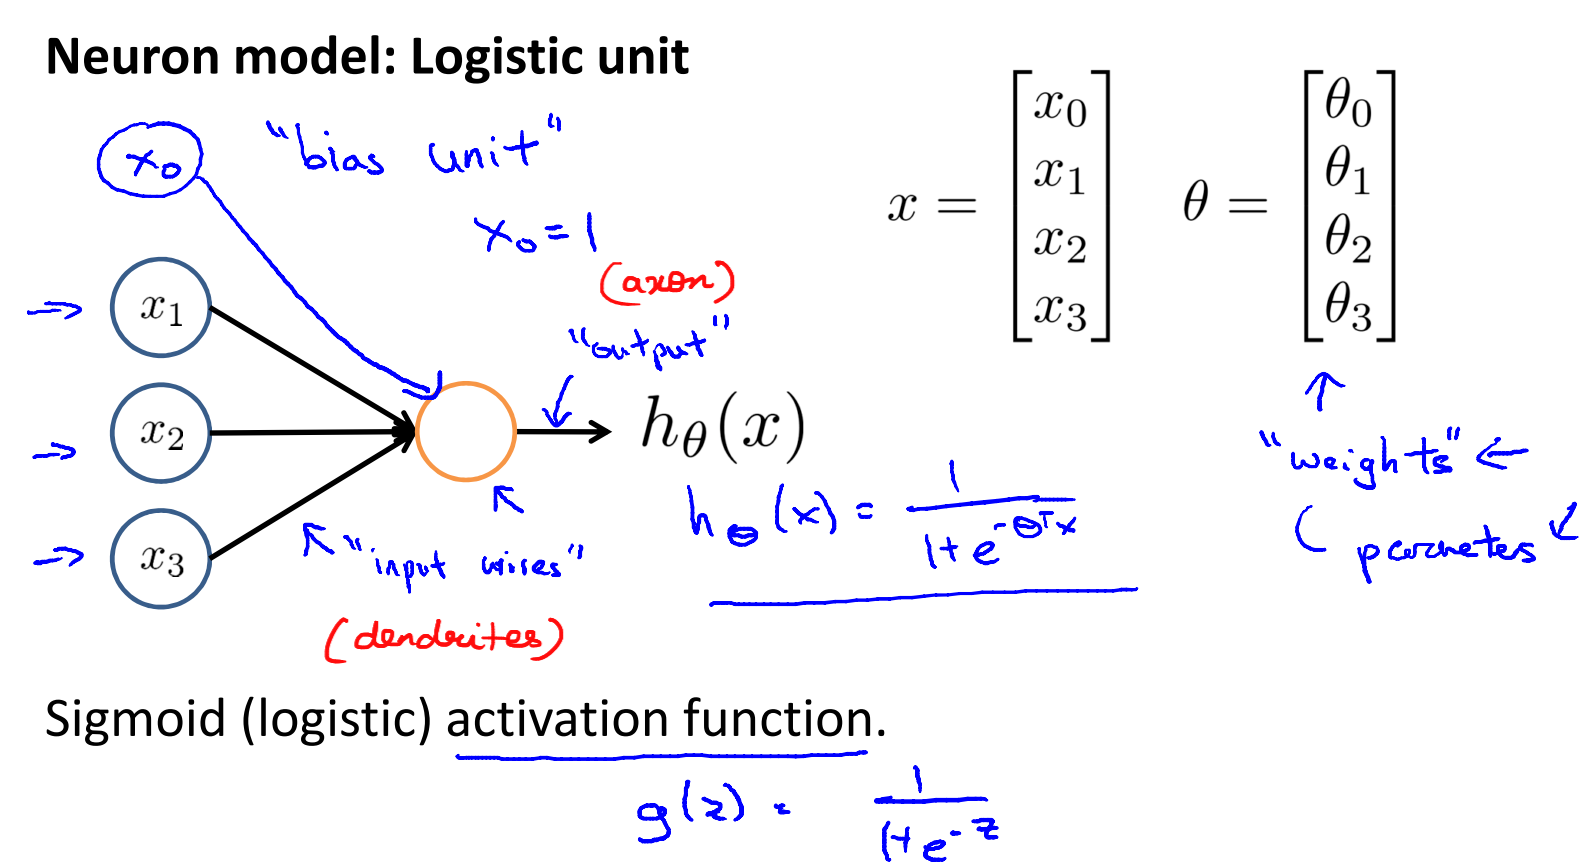 Neuron model: Logistic unit
x₀ "bias unit"
x₀ = 1
(axon)
"output"
x₁
x₂
x₃
h_θ(x)
h_θ(x) = 1 / (1 + e^(-θᵀx))
"input wires"
(dendrites)
x = [x₀ x₁ x₂ x₃]
θ = [θ₀ θ₁ θ₂ θ₃]
"weights" ←
( parameters
Sigmoid (logistic) activation function.
g(z) = 1 / (1 + e^(-z))